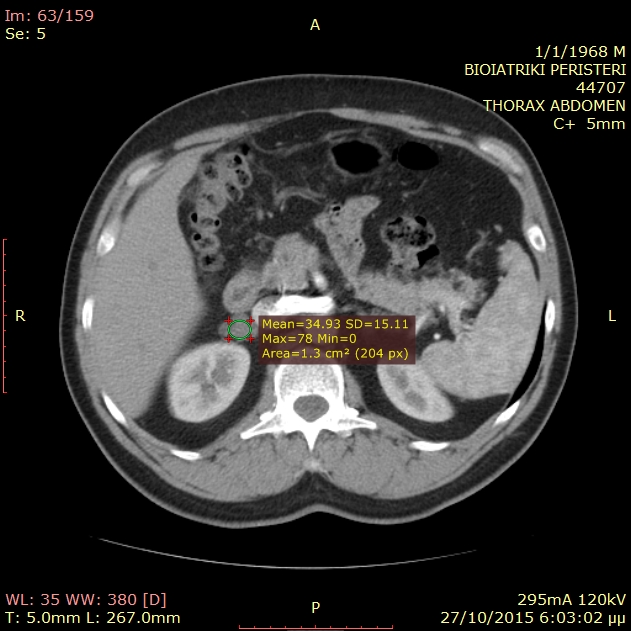 Im: 63/159
Se: 5
A
1/1/1968 M
BIOIATRIKI PERISTERI
44707
THORAX ABDOMEN
C+ 5mm
R
L
Mean=34.93 SD=15.11
Max=78 Min=0
Area=1.3 cm² (204 px)
WL: 35 WW: 380 [D]
T: 5.0mm L: 267.0mm
P
295mA 120kV
27/10/2015 6:03:02 μμ